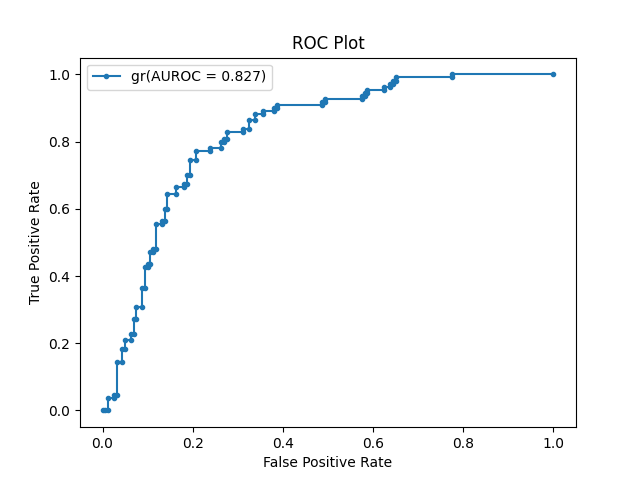 ROC Plot
gr(AUROC = 0.827)
True Positive Rate
1.0
0.8
0.6
0.4
0.2
0.0
0.0 0.2 0.4 0.6 0.8 1.0
False Positive Rate